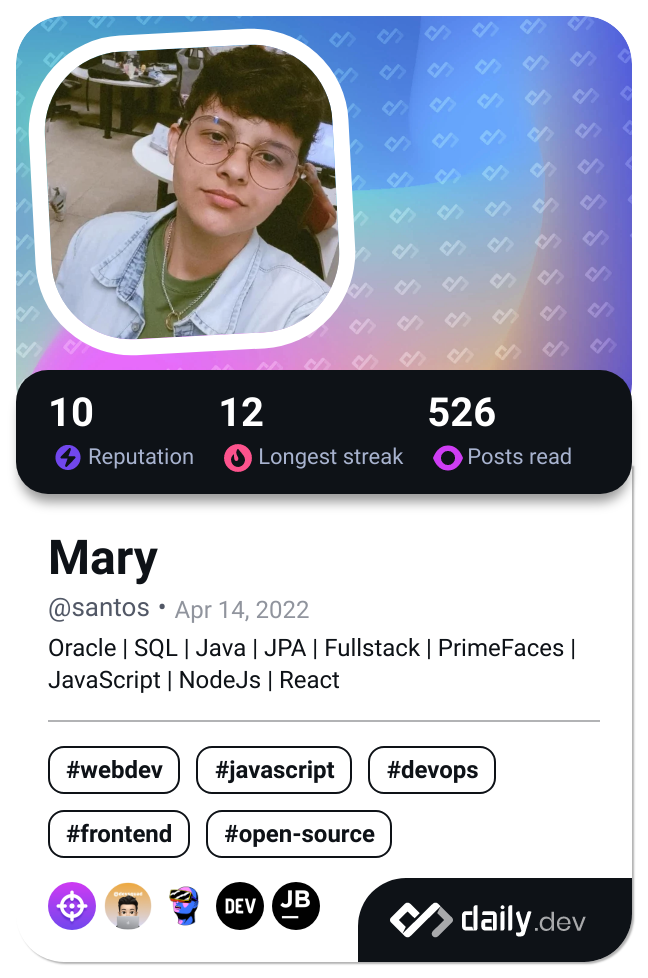 10 12 526
Reputation Longest streak Posts read
Mary
@santos • Apr 14, 2022
Oracle | SQL | Java | JPA | Fullstack | PrimeFaces |
JavaScript | NodeJs | React
#webdev #javascript #devops
#frontend #open-source
DEV JB
daily.dev